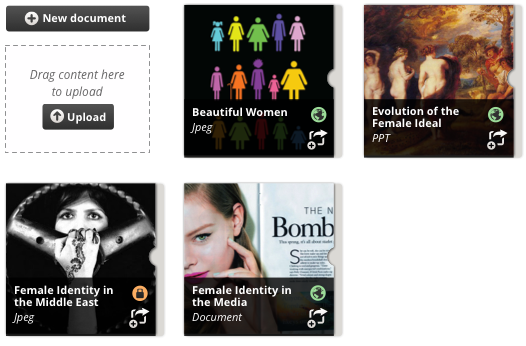 New document
Drag content here
to upload
Upload
Beautiful Women
Jpeg
Evolution of the
Female Ideal
PPT
Female Identity in
the Middle East
Jpeg
THE N
Bomb
Female Identity in
the Media
Document